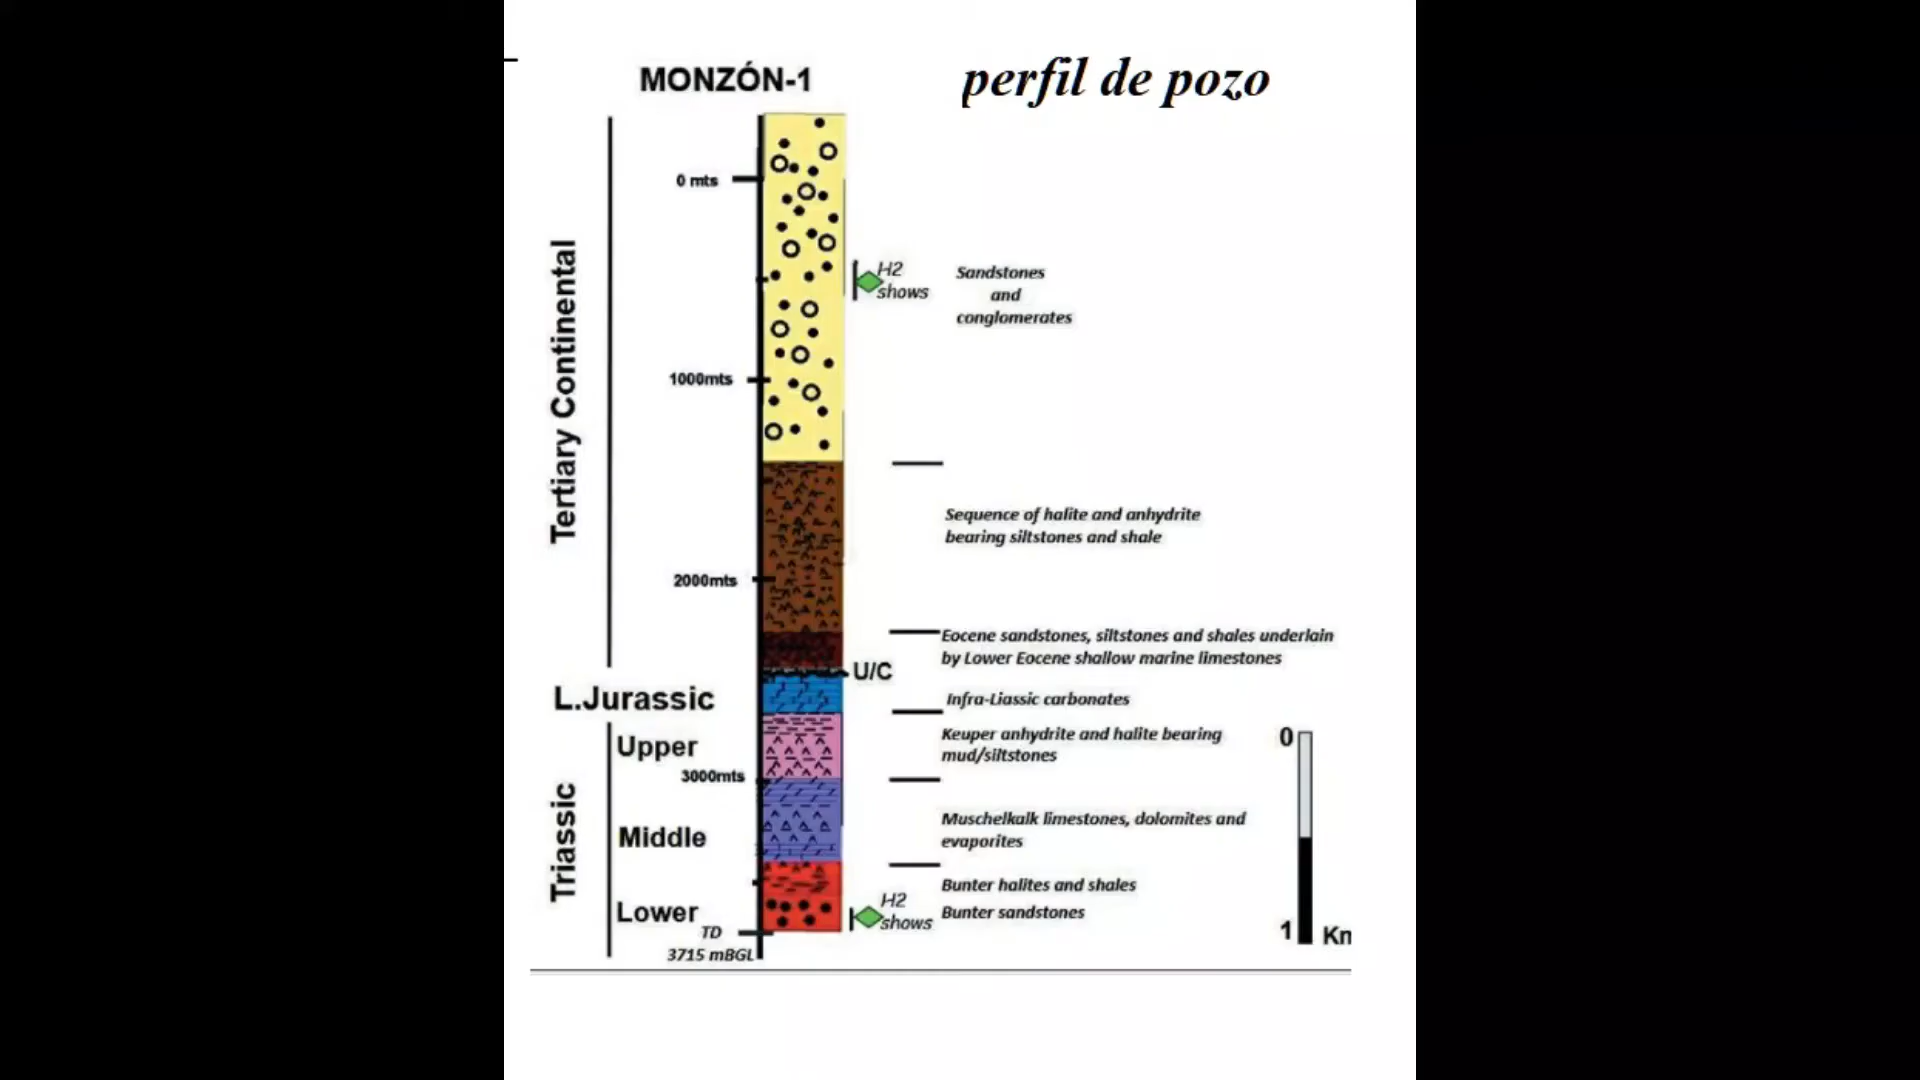 MONZÓN-1
perfil de pozo
0 mts
H2
shows
Sandstones
and
conglomerates
Tertiary Continental
1000mts
Sequence of halite and anhydrite
bearing siltstones and shale
2000mts
Eocene sandstones, siltstones and shales underlain
by Lower Eocene shallow marine limestones
U/C
L.Jurassic
Infra-Liassic carbonates
Upper
Keuper anhydrite and halite bearing
mud/siltstones
0
3000mts
Triassic
Middle
Muschelkalk limestones, dolomites and
evaporites
Bunter halites and shales
Lower
H2
shows
Bunter sandstones
TD
3715 mBGL
1 Kn